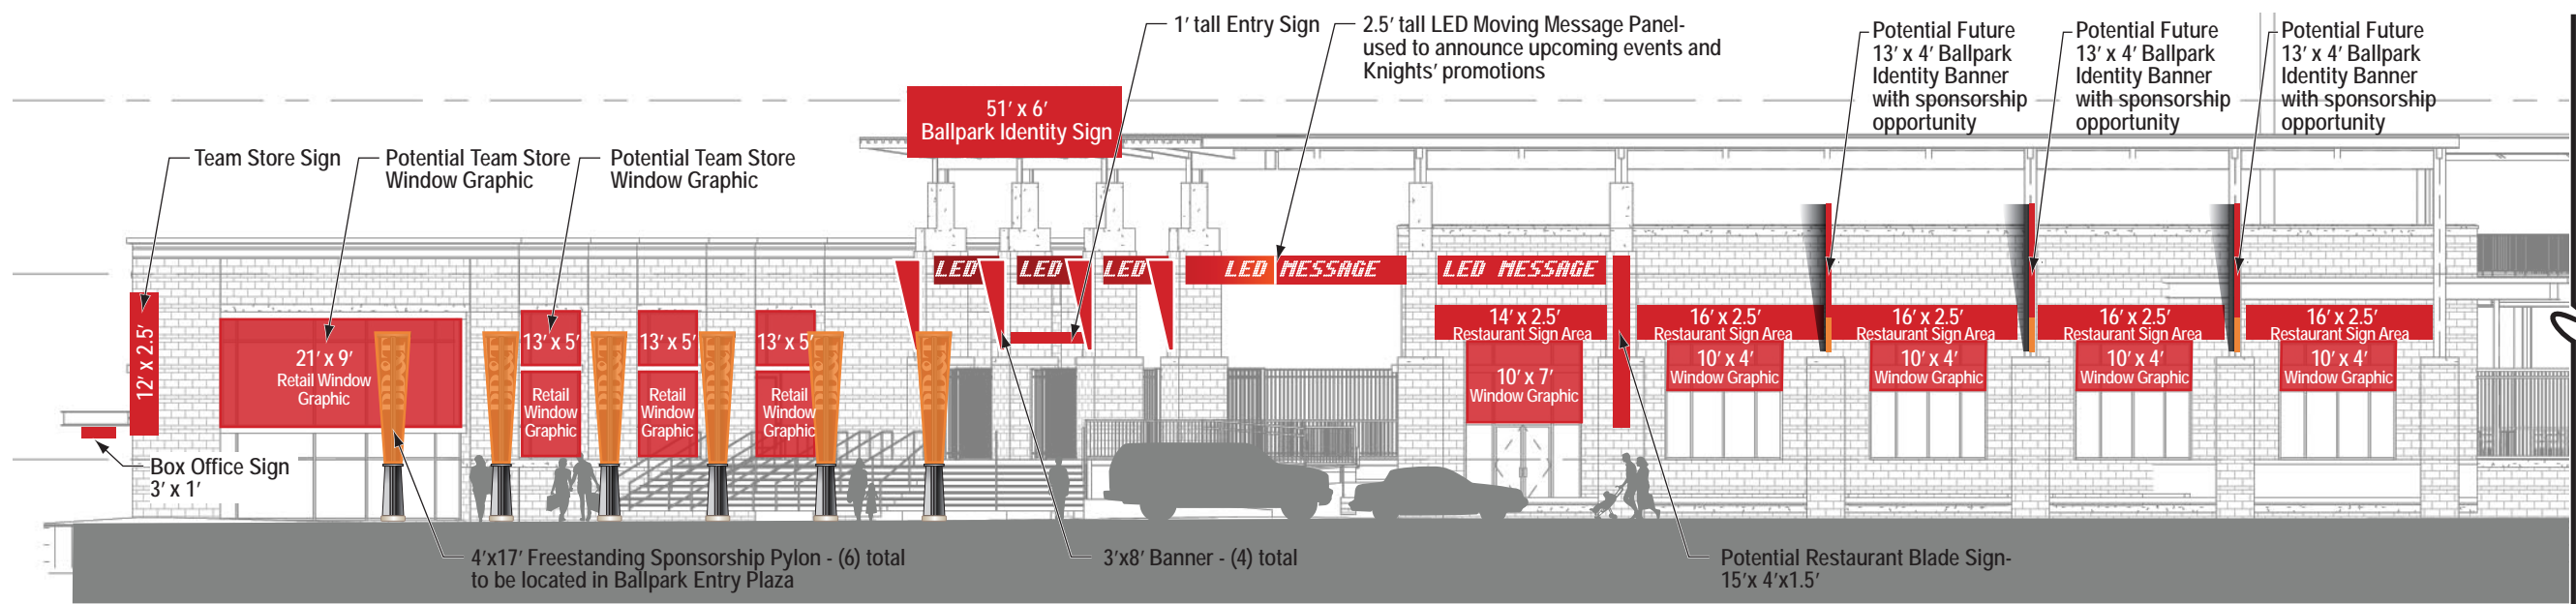 1' tall Entry Sign
2.5' tall LED Moving Message Panel-
used to announce upcoming events and
Knights' promotions
Potential Future
13' x 4' Ballpark
Identity Banner
with sponsorship
opportunity
Potential Future
13' x 4' Ballpark
Identity Banner
with sponsorship
opportunity
Potential Future
13' x 4' Ballpark
Identity Banner
with sponsorship
opportunity
51' x 6'
Ballpark Identity Sign
Team Store Sign
Potential Team Store
Window Graphic
Potential Team Store
Window Graphic
LED
LED
LED
LED MESSAGE
LED MESSAGE
12' x 2.5'
21' x 9'
Retail Window
Graphic
13' x 5'
13' x 5'
13' x 5'
Retail
Window
Graphic
Retail
Window
Graphic
Retail
Window
Graphic
14' x 2.5'
Restaurant Sign Area
16' x 2.5'
Restaurant Sign Area
16' x 2.5'
Restaurant Sign Area
16' x 2.5'
Restaurant Sign Area
16' x 2.5'
Restaurant Sign Area
10' x 7'
Window Graphic
10' x 4'
Window Graphic
10' x 4'
Window Graphic
10' x 4'
Window Graphic
10' x 4'
Window Graphic
Box Office Sign
3' x 1'
4'x17' Freestanding Sponsorship Pylon - (6) total
to be located in Ballpark Entry Plaza
3'x8' Banner - (4) total
Potential Restaurant Blade Sign-
15'x 4'x1.5'